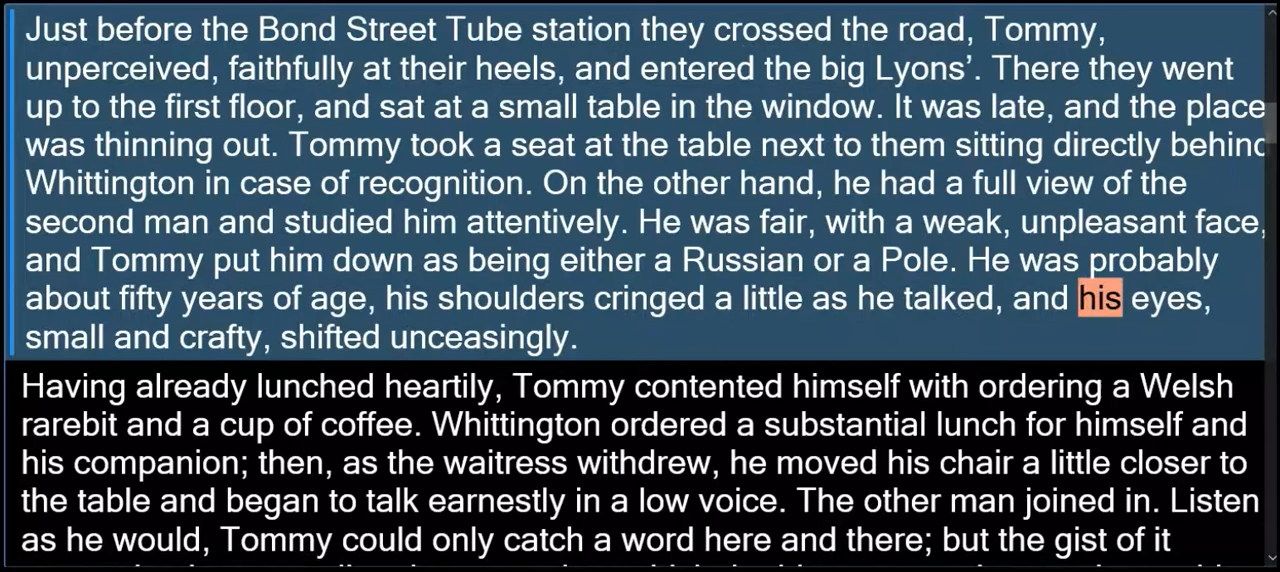 Just before the Bond Street Tube station they crossed the road, Tommy,
unperceived, faithfully at their heels, and entered the big Lyons’. There they went
up to the first floor, and sat at a small table in the window. It was late, and the place
was thinning out. Tommy took a seat at the table next to them sitting directly behind
Whittington in case of recognition. On the other hand, he had a full view of the
second man and studied him attentively. He was fair, with a weak, unpleasant face,
and Tommy put him down as being either a Russian or a Pole. He was probably
about fifty years of age, his shoulders cringed a little as he talked, and his eyes,
small and crafty, shifted unceasingly.
Having already lunched heartily, Tommy contented himself with ordering a Welsh
rarebit and a cup of coffee. Whittington ordered a substantial lunch for himself and
his companion; then, as the waitress withdrew, he moved his chair a little closer to
the table and began to talk earnestly in a low voice. The other man joined in. Listen
as he would, Tommy could only catch a word here and there; but the gist of it